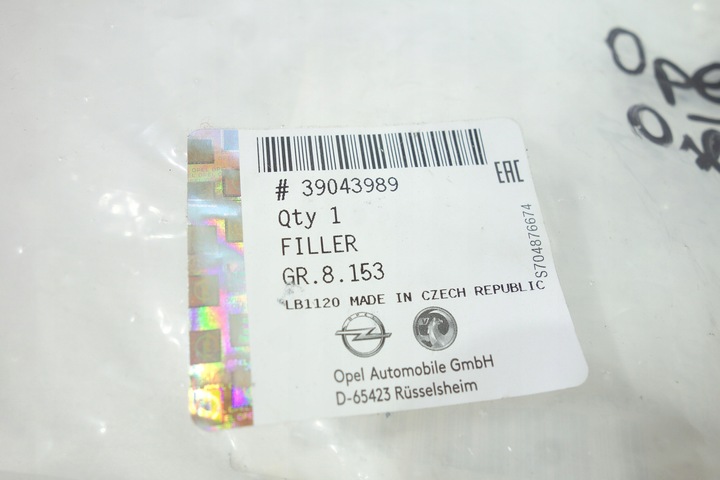 # 39043989
EAC
Qty 1
FILLER
GR.8.153
S704876674
LB1120 MADE IN CZECH REPUBLIC
Opel Automobile GmbH
D-65423 Rüsselsheim